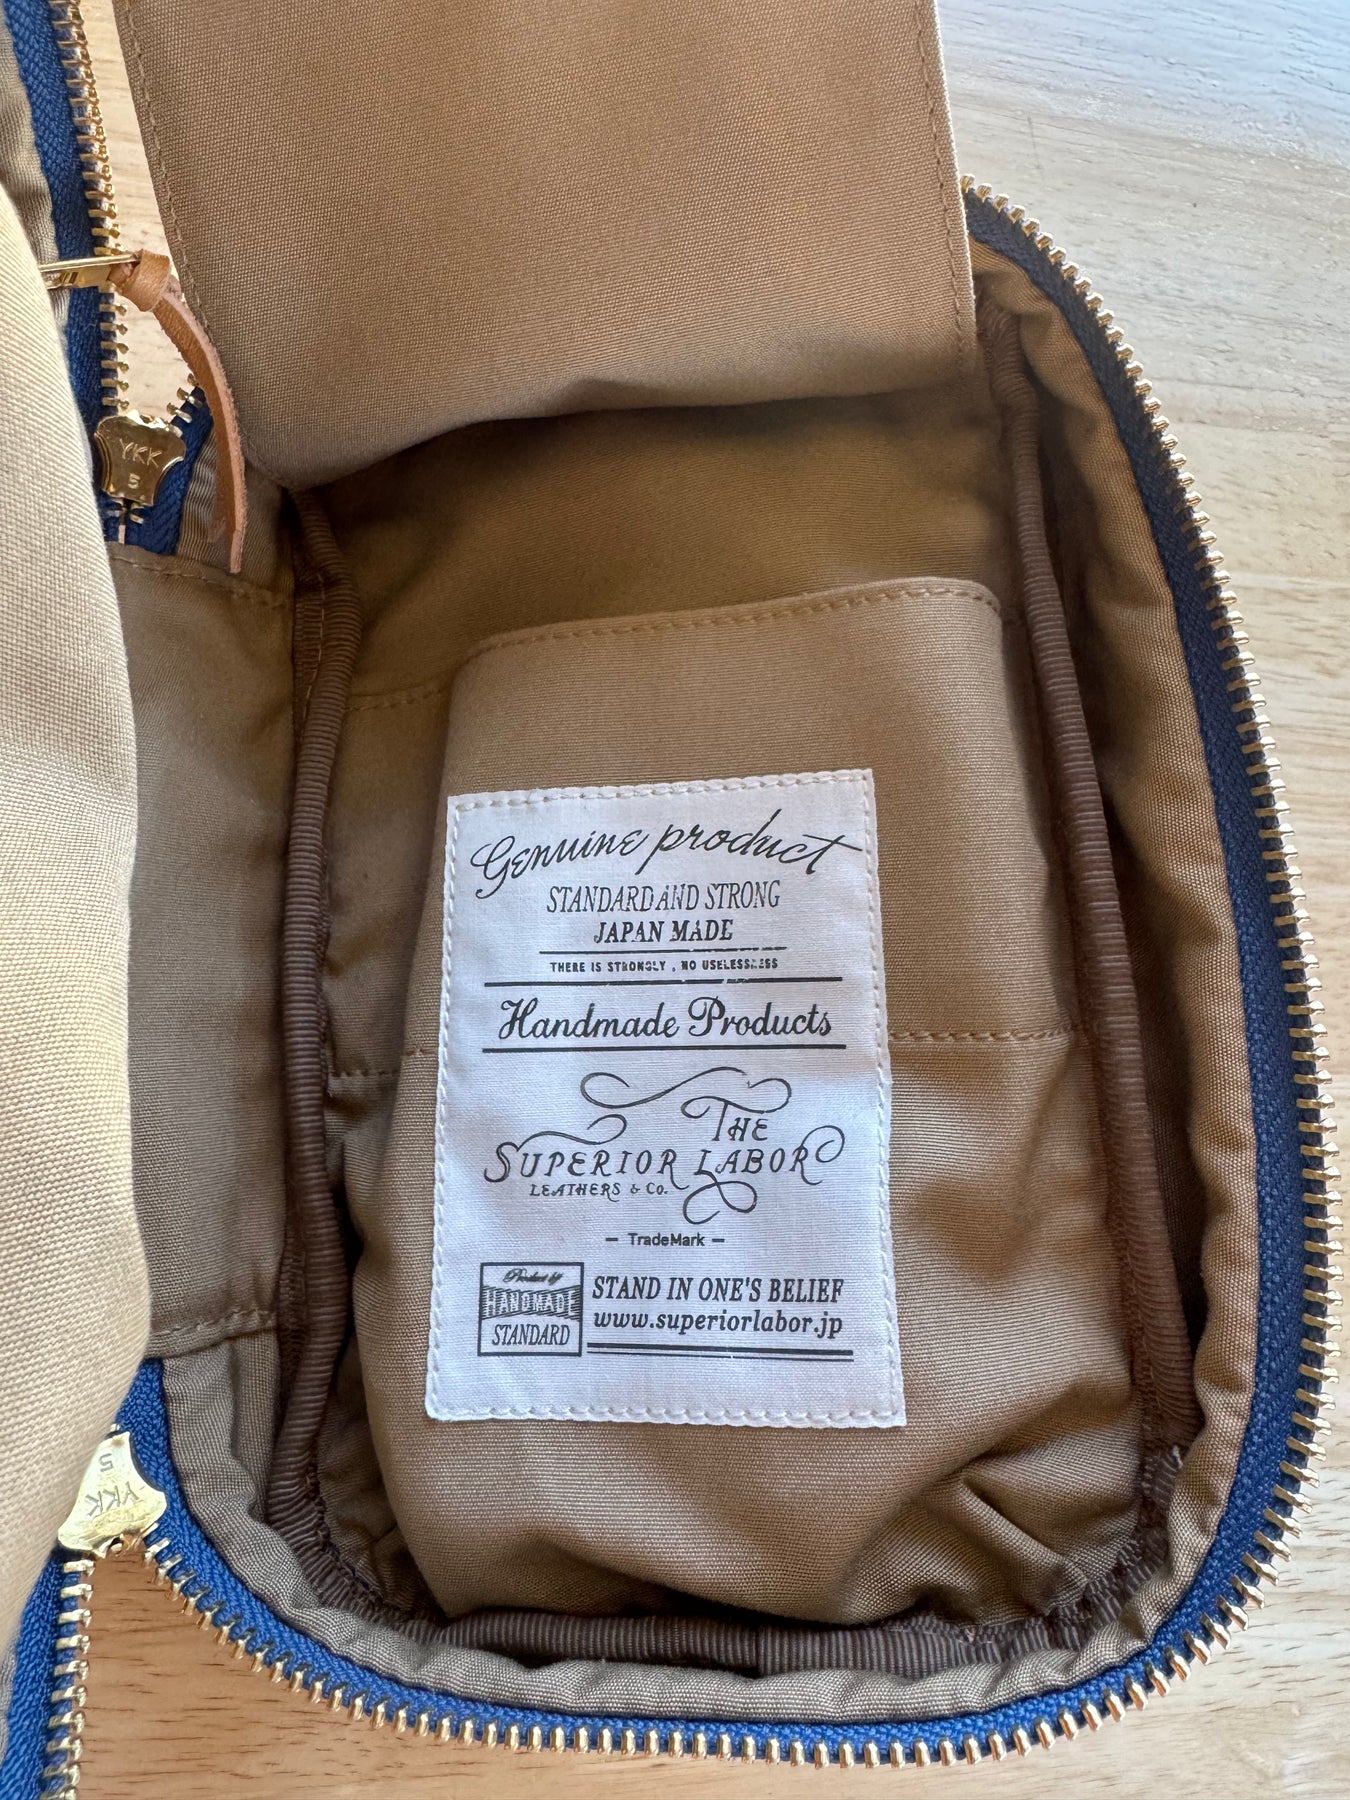 YKK
5
Genuine product
STANDARD AND STRONG
JAPAN MADE
THERE IS STRONGLY , NO USELESSNESS
Handmade Products
THE
SUPERIOR LABOR
LEATHERS & Co.
– TradeMark –
Product by
HANDMADE
STANDARD
STAND IN ONE'S BELIEF
www.superiorlabor.jp
YKK
5